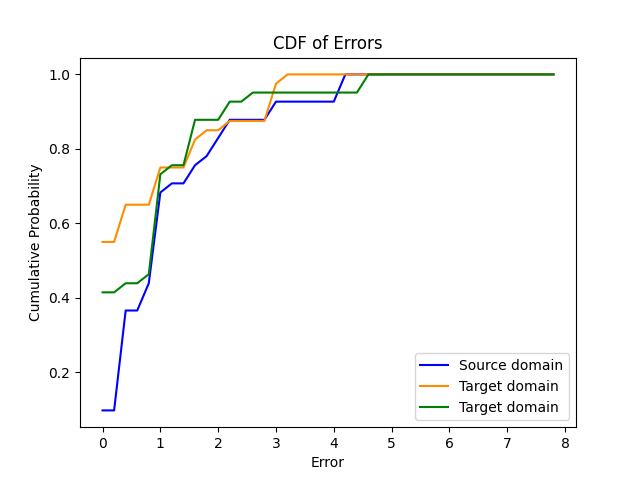 CDF of Errors
1.0
0.8
0.6
0.4
0.2
Cumulative Probability
0 1 2 3 4 5 6 7 8
Error
Source domain
Target domain
Target domain